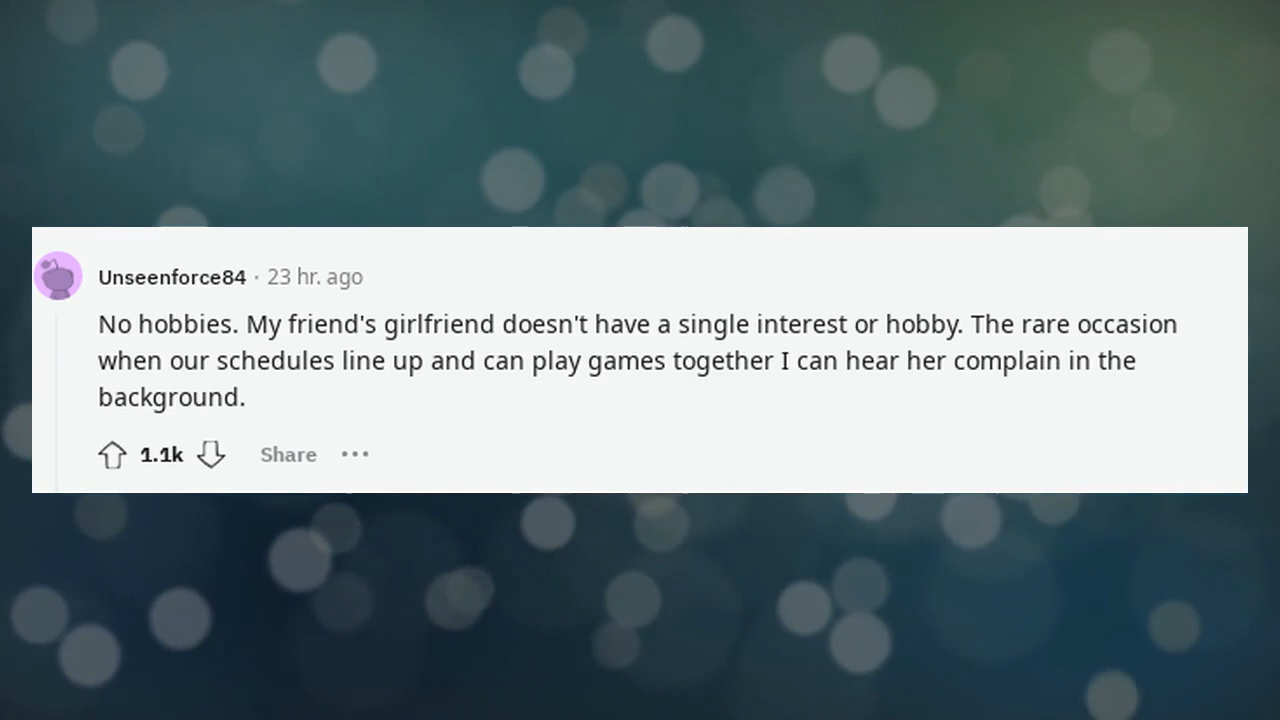 Unseenforce84 · 23 hr. ago
No hobbies. My friend's girlfriend doesn't have a single interest or hobby. The rare occasion
when our schedules line up and can play games together I can hear her complain in the
background.
1.1k Share •••